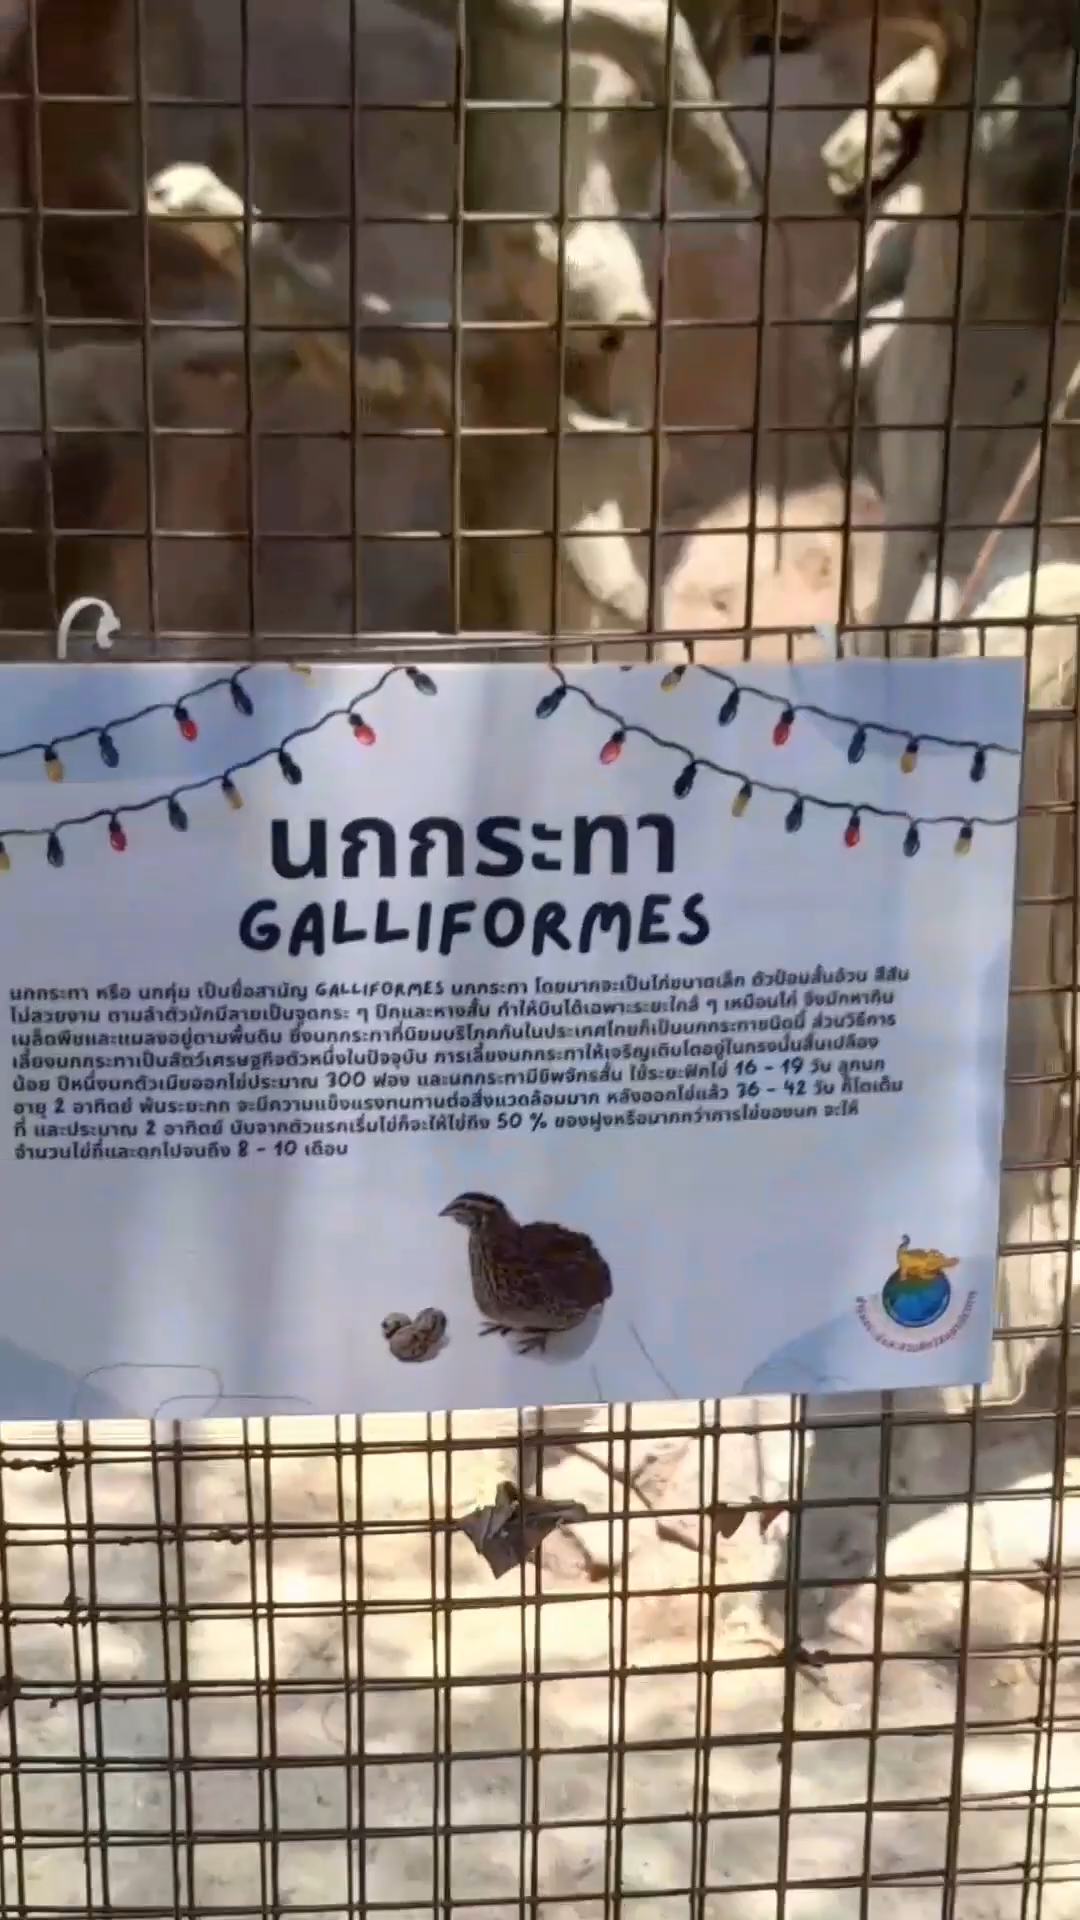 นกกระทา
GALLIFORMES
นกกระทา หรือ นกคุ่ม เป็นชื่อสามัญ GALLIFORMES นกกระทา โดยมากจะเป็นไก่ขนาดเล็ก ตัวป้อมสั้นอ้วน สีสัน
ไม่สวยงาม ตามลำตัวมักมีลายเป็นจุดกระ ๆ ปีกและหางสั้น ทำให้บินได้เฉพาะระยะใกล้ ๆ เหมือนไก่ จึงมักหากิน
เมล็ดพืชและแมลงอยู่ตามพื้นดิน ซึ่งนกกระทาที่นิยมบริโภคกันในประเทศไทยก็เป็นนกกระทาชนิดนี้ ส่วนวิธีการ
เลี้ยงนกกระทาเป็นสัตว์เศรษฐกิจตัวหนึ่งในปัจจุบัน การเลี้ยงนกกระทาให้เจริญเติบโตอยู่ในกรงนั้นสิ้นเปลือง
น้อย ปีหนึ่งนกตัวเมียออกไข่ประมาณ 300 ฟอง และนกกระทามีชีพจักรสั้น ใช้ระยะฟักไข่ 16 - 19 วัน ลูกนก
อายุ 2 อาทิตย์ พ้นระยะกก จะมีความแข็งแรงทนทานต่อสิ่งแวดล้อมมาก หลังออกไข่แล้ว 36 - 42 วัน ก็โตเต็ม
ที่ และประมาณ 2 อาทิตย์ นับจากตัวแรกเริ่มไข่ก็จะให้ไข่ถึง 50 % ของฝูงหรือมากกว่าการไข่ของนก จะให้
จำนวนไข่ที่และดกไปจนถึง 8 - 10 เดือน